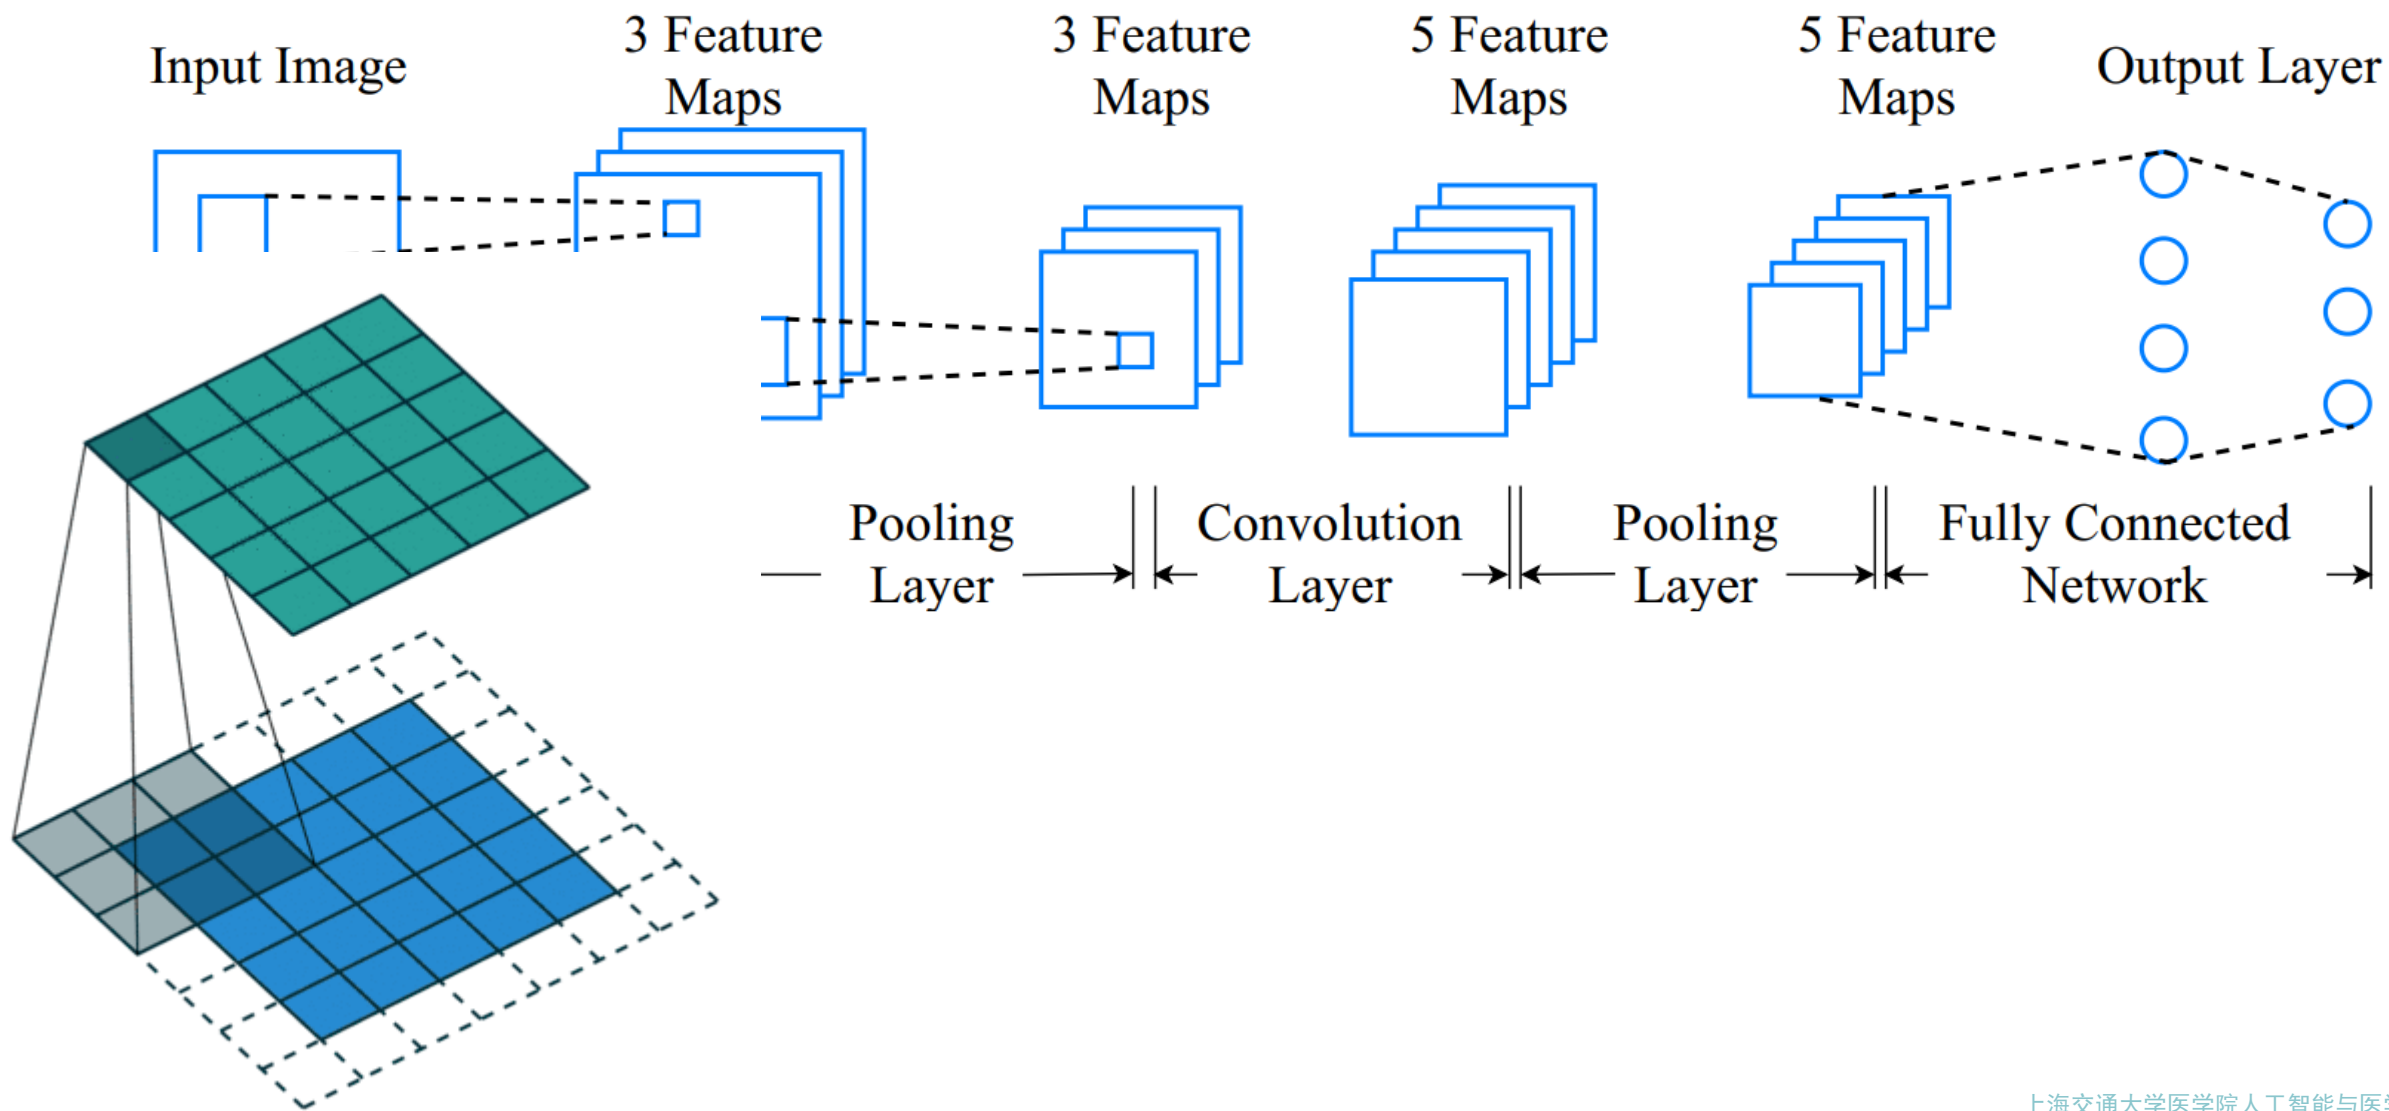 Input Image
3 Feature
Maps
3 Feature
Maps
5 Feature
Maps
5 Feature
Maps
Output Layer
Pooling
Layer
Convolution
Layer
Pooling
Layer
Fully Connected
Network
上海交通大学医学院人工智能与医